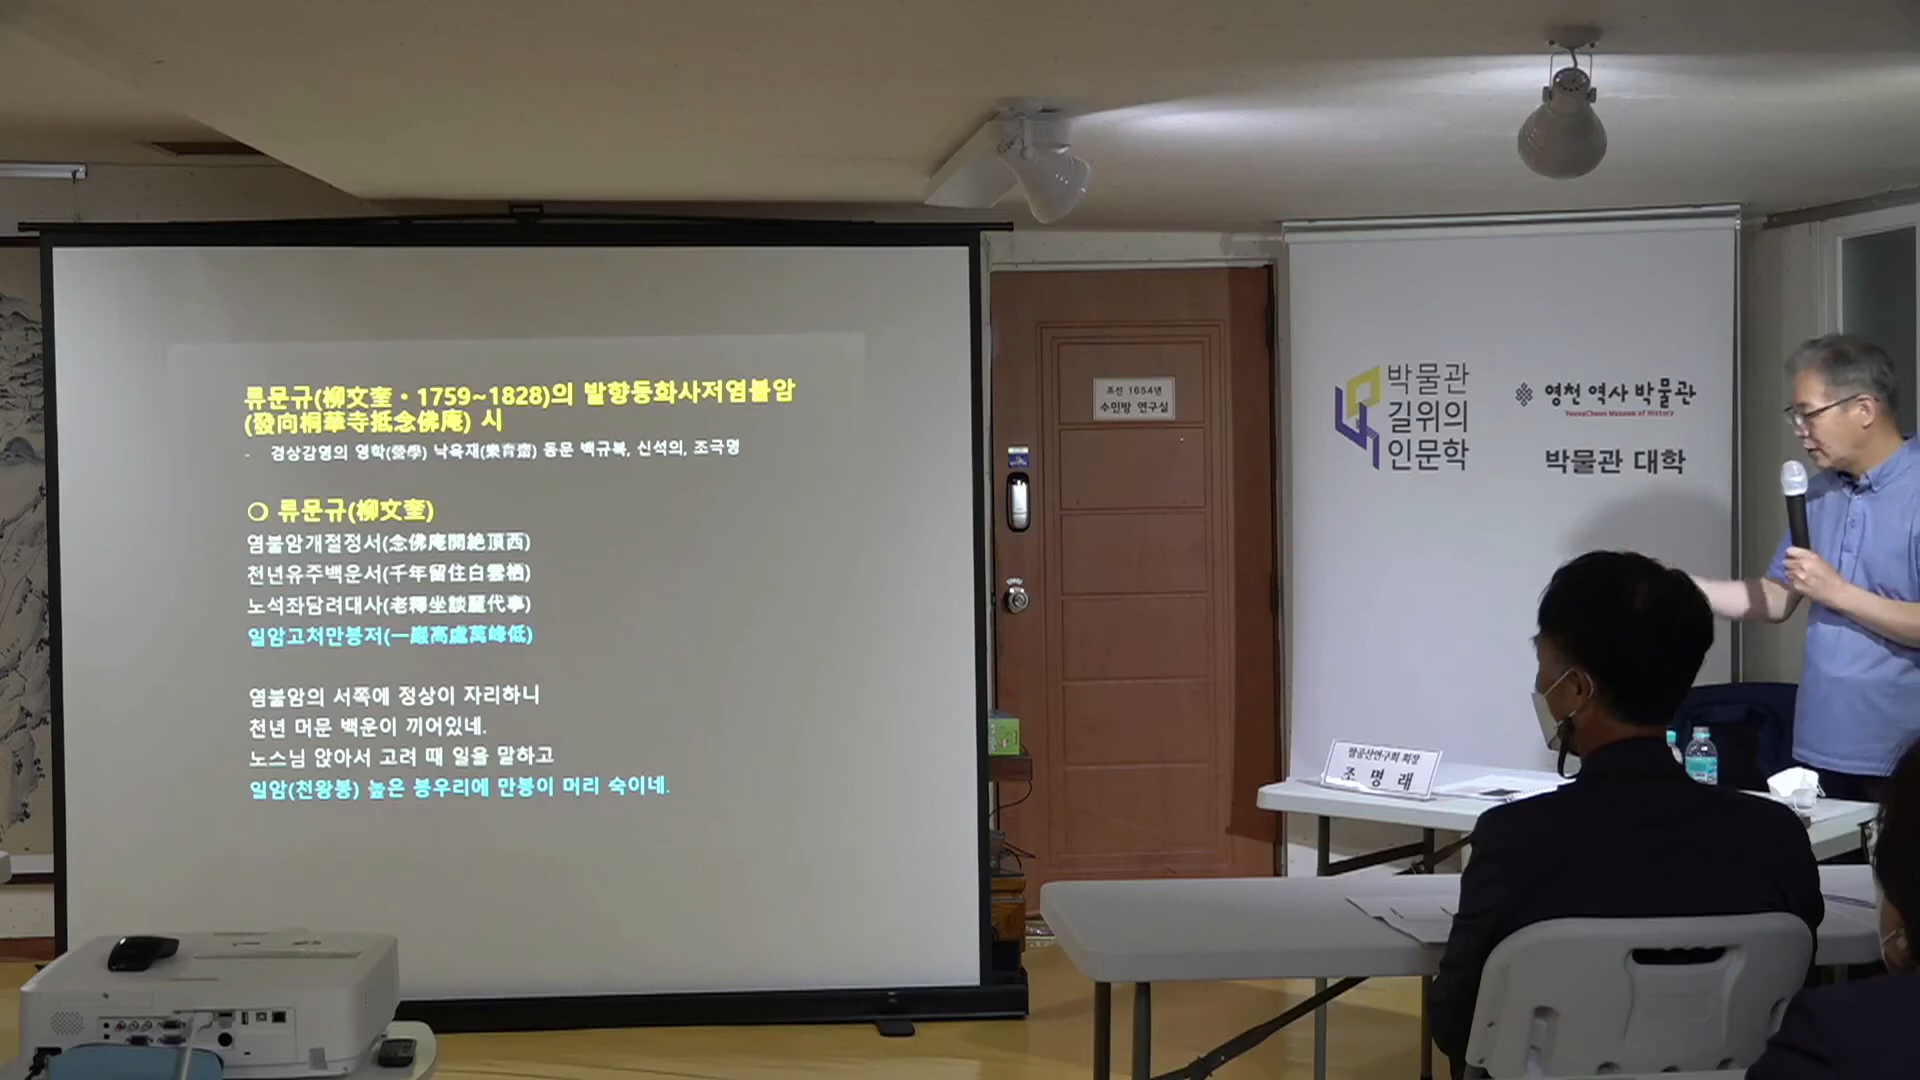 류문규(柳文奎·1759~1828)의 발향동화사저염불암
(發向桐華寺抵念佛庵) 시
- 경상감영의 영학(營學) 낙육재(樂育齋) 동문 백규복, 신석의, 조극명
○ 류문규(柳文奎)
염불암개절정서(念佛庵開絶頂西)
천년유주백운서(千年留住白雲栖)
노석좌담려대사(老釋坐談麗代事)
일암고처만봉저(一巖高處萬峰低)
염불암의 서쪽에 정상이 자리하니
천년 머문 백운이 끼어있네.
노스님 앉아서 고려 때 일을 말하고
일암(천왕봉) 높은 봉우리에 만봉이 머리 숙이네.
조선 1654년
수민방 연구실
박물관
길위의
인문학
영천 역사 박물관
YeongCheon Museum of History
박물관 대학
팔공산연구회 회장
조 명 래